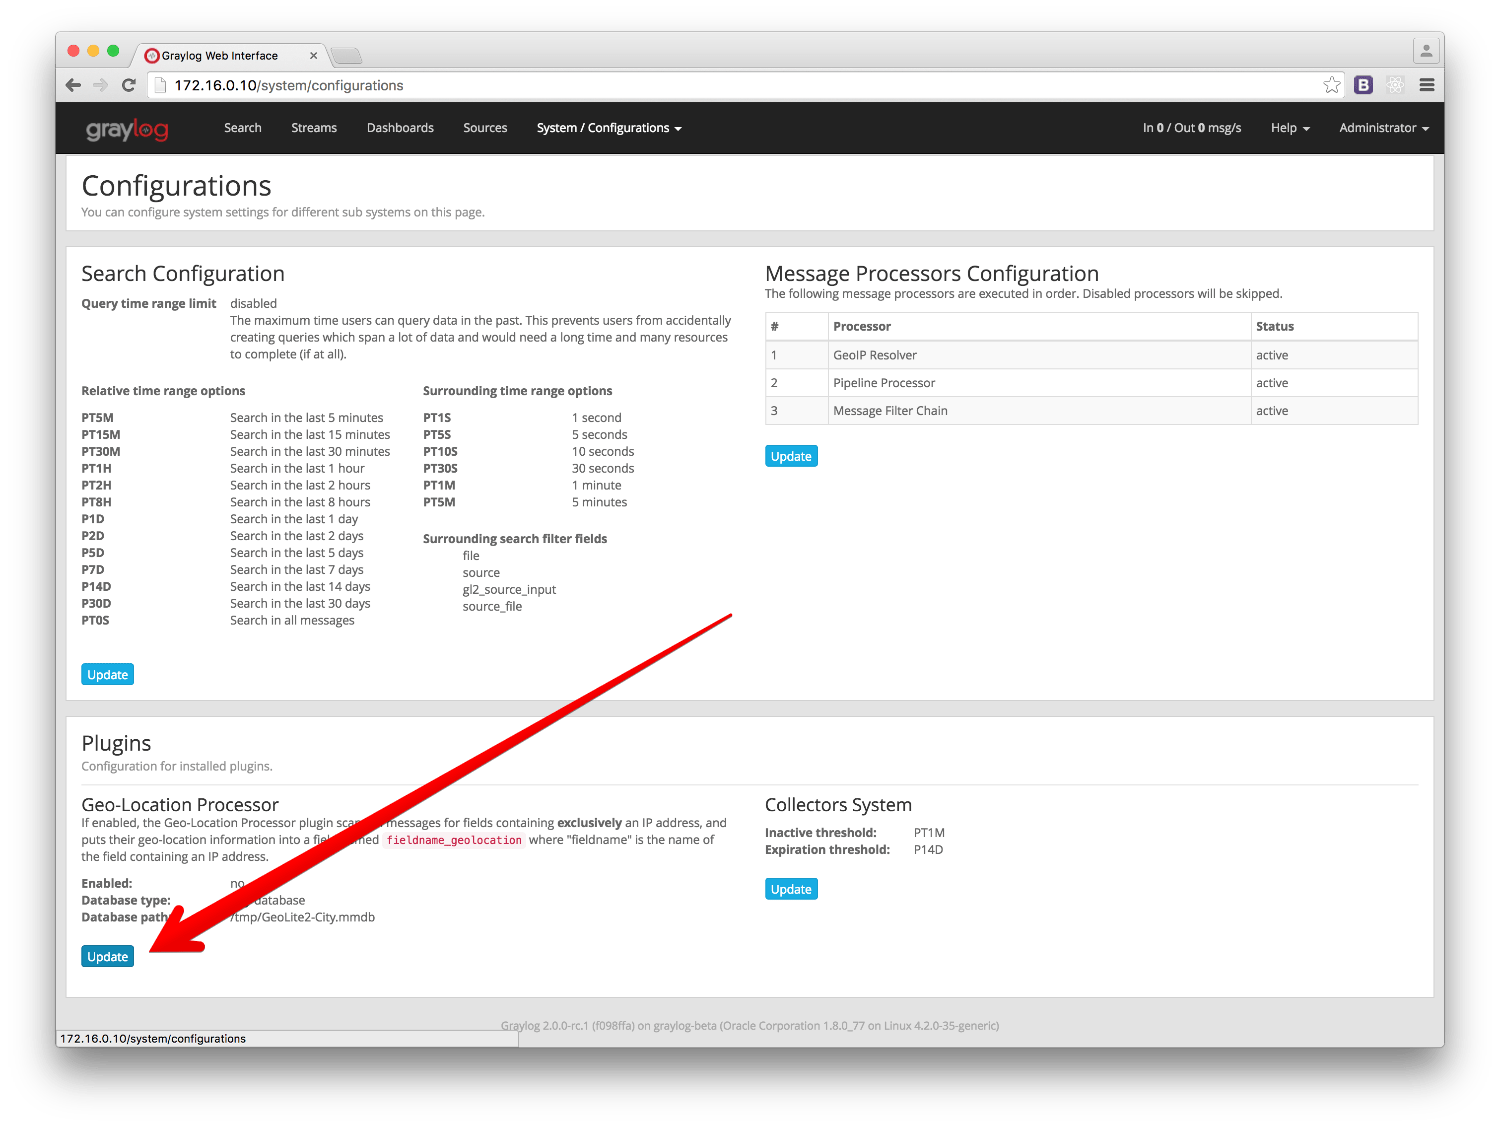 Graylog Web Interface
172.16.0.10/system/configurations
graylog Search Streams Dashboards Sources System / Configurations In 0 / Out 0 msg/s Help Administrator
Configurations
You can configure system settings for different sub systems on this page.
Search Configuration
Query time range limit disabled
The maximum time users can query data in the past. This prevents users from accidentally
creating queries which span a lot of data and would need a long time and many resources
to complete (if at all).
Relative time range options
PT5M Search in the last 5 minutes
PT15M Search in the last 15 minutes
PT30M Search in the last 30 minutes
PT1H Search in the last 1 hour
PT2H Search in the last 2 hours
PT8H Search in the last 8 hours
P1D Search in the last 1 day
P2D Search in the last 2 days
P5D Search in the last 5 days
P7D Search in the last 7 days
P14D Search in the last 14 days
P30D Search in the last 30 days
PT0S Search in all messages
Surrounding time range options
PT1S 1 second
PT5S 5 seconds
PT10S 10 seconds
PT30S 30 seconds
PT1M 1 minute
PT5M 5 minutes
Surrounding search filter fields
file
source
gl2_source_input
source_file
Update
Message Processors Configuration
The following message processors are executed in order. Disabled processors will be skipped.
# Processor Status
1 GeoIP Resolver active
2 Pipeline Processor active
3 Message Filter Chain active
Update
Plugins
Configuration for installed plugins.
Geo-Location Processor
If enabled, the Geo-Location Processor plugin messages for fields containing exclusively an IP address, and
puts their geo-location information into a fieldname_geolocation where "fieldname" is the name of
the field containing an IP address.
Enabled: no
Database type: database
Database path: /tmp/GeoLite2-City.mmdb
Update
Collectors System
Inactive threshold: PT1M
Expiration threshold: P14D
Update
Graylog 2.0.0-rc.1 (f098ffa) on graylog-beta (Oracle Corporation 1.8.0_77 on Linux 4.2.0-35-generic)
172.16.0.10/system/configurations